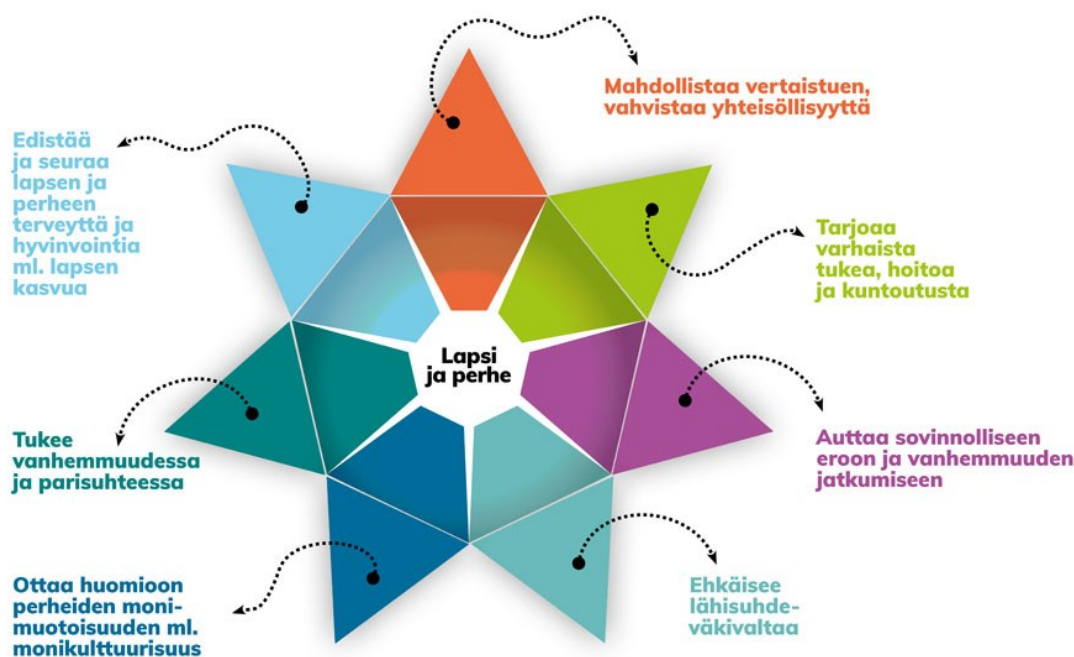 Mahdollistaa vertaistuen,
vahvistaa yhteisöllisyyttä
Edistää
ja seuraa
lapsen ja
perheen
terveyttä ja
hyvinvointia
ml. lapsen
kasvua
Tarjoaa
varhaista
tukea, hoitoa
ja kuntoutusta
Lapsi
ja perhe
Tukee
vanhemmuudessa
ja parisuhteessa
Auttaa sovinnolliseen
eroon ja vanhemmuuden
jatkumiseen
Ottaa huomioon
perheiden moni-
muotoisuuden ml.
monikulttuurisuus
Ehkäisee
lähisuhde-
väkivaltaa